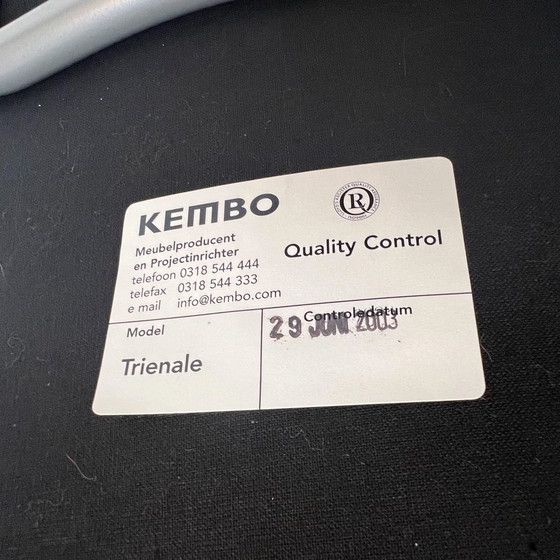 KEMBO
Meubelproducent
en Projectinrichter
telefoon 0318 544 444
telefax 0318 544 333
e mail info@kembo.com
R
Quality Control
Model
Trienale
Controledatum
29 JUNI 2003